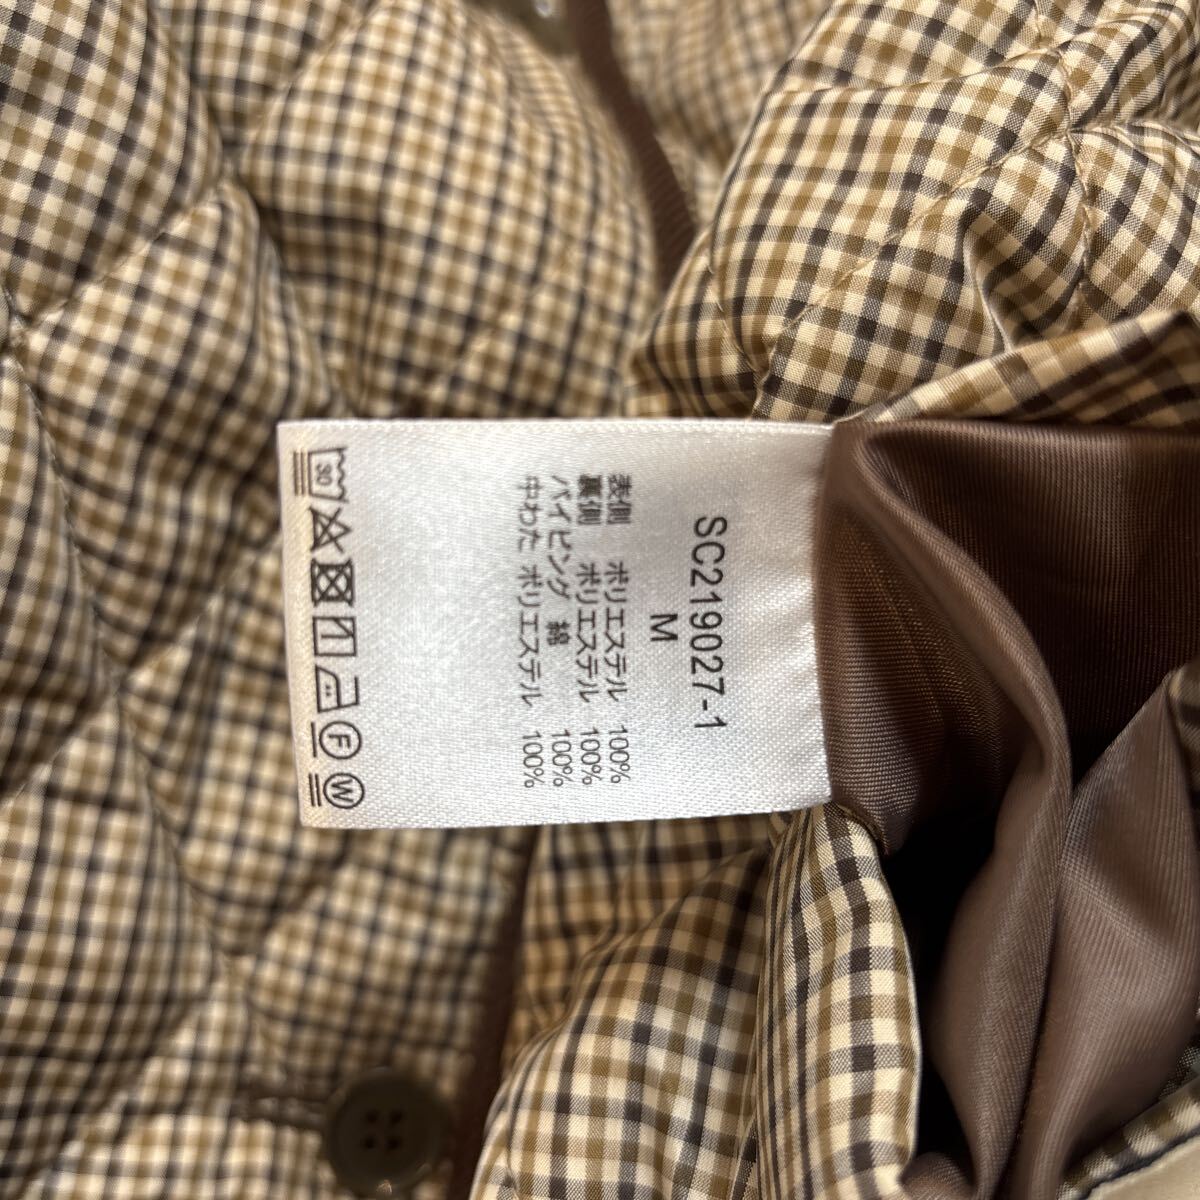 SC219027-1
M
表側 ポリエステル 100%
裏側 ポリエステル 100%
パイピング 綿 100%
中わた ポリエステル 100%
30
F
W